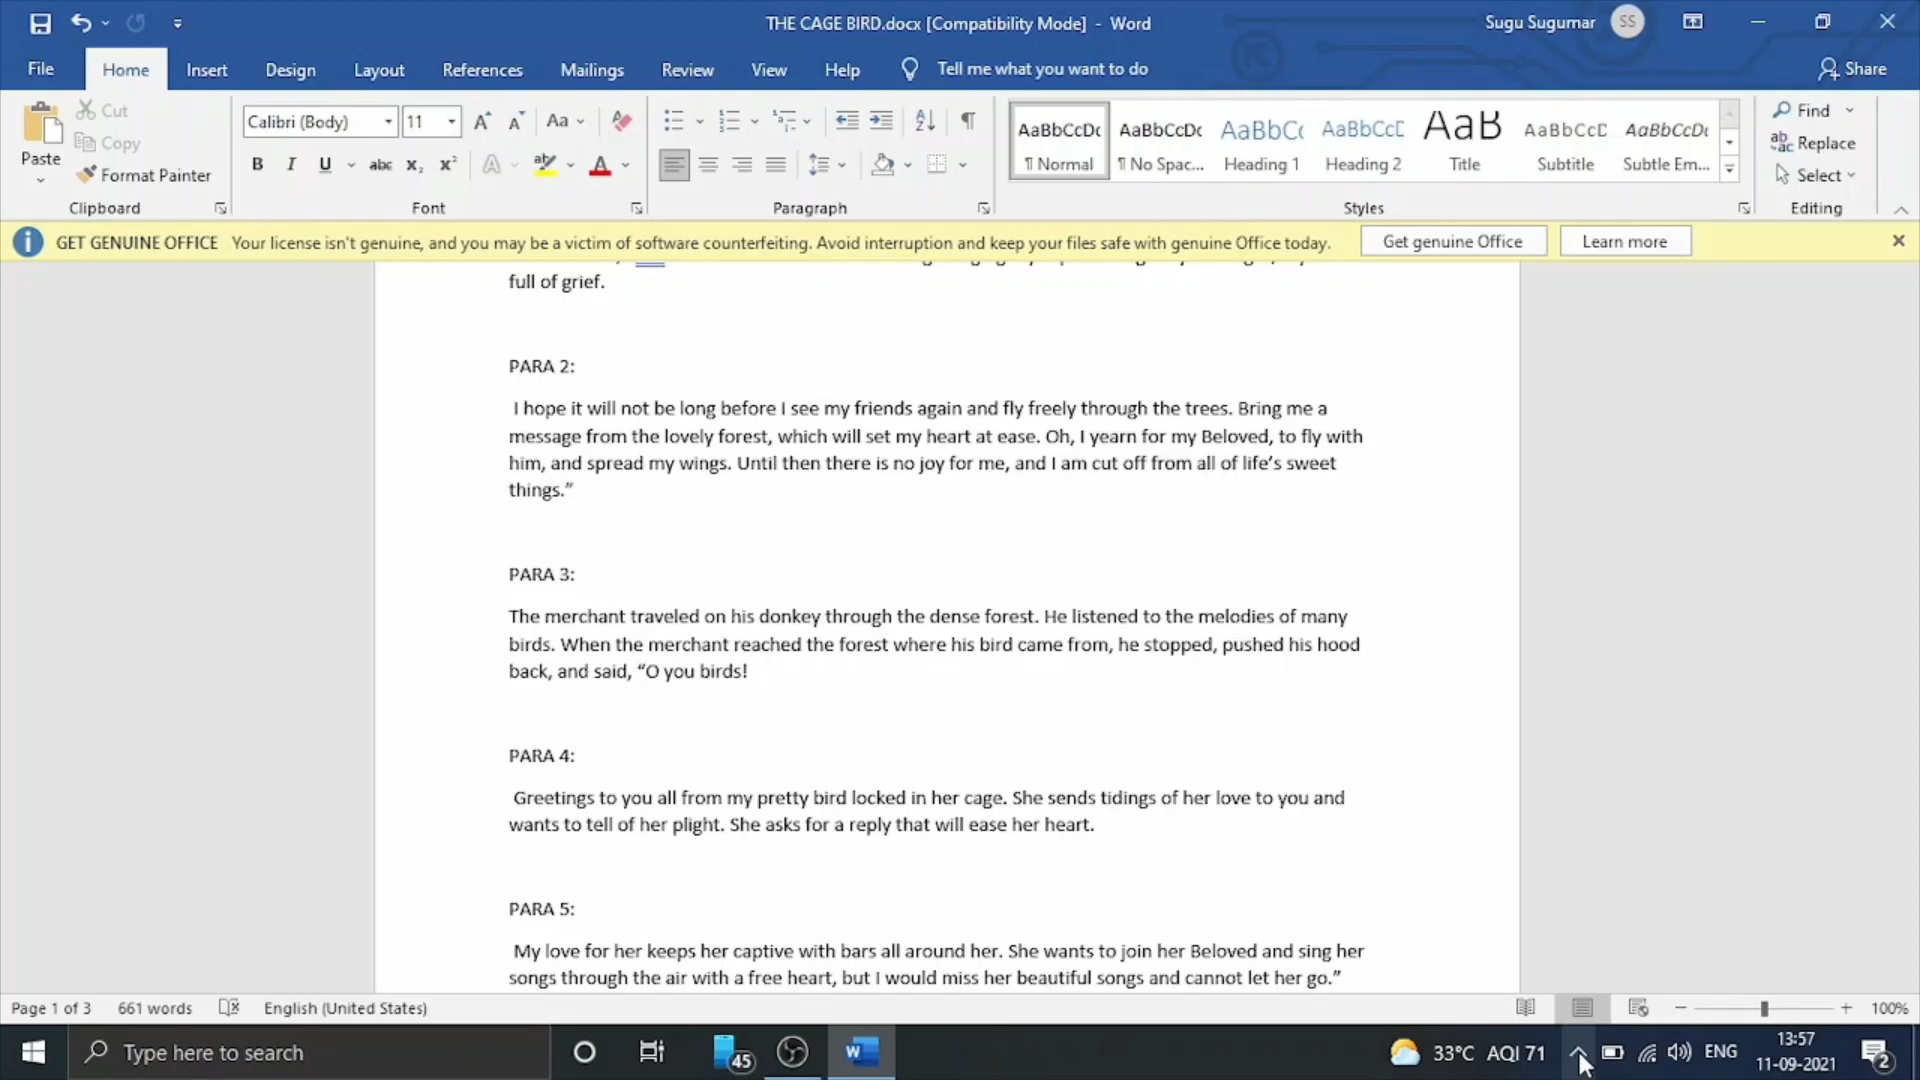 THE CAGE BIRD.docx [Compatibility Mode] - Word
Sugu Sugumar
SS
File Home Insert Design Layout References Mailings Review View Help Tell me what you want to do
Share
Paste
Cut
Copy
Format Painter
Clipboard
Calibri (Body) 11
Font
Paragraph
AaBbCcDc AaBbCcDc AaBbCc AaBbCcD AaB AaBbCcD AaBbCcDc
¶ Normal ¶ No Spac... Heading 1 Heading 2 Title Subtitle Subtle Em...
Styles
Find
Replace
Select
Editing
GET GENUINE OFFICE Your license isn't genuine, and you may be a victim of software counterfeiting. Avoid interruption and keep your files safe with genuine Office today.
Get genuine Office
Learn more
full of grief.
PARA 2:
I hope it will not be long before I see my friends again and fly freely through the trees. Bring me a
message from the lovely forest, which will set my heart at ease. Oh, I yearn for my Beloved, to fly with
him, and spread my wings. Until then there is no joy for me, and I am cut off from all of life’s sweet
things.”
PARA 3:
The merchant traveled on his donkey through the dense forest. He listened to the melodies of many
birds. When the merchant reached the forest where his bird came from, he stopped, pushed his hood
back, and said, “O you birds!
PARA 4:
Greetings to you all from my pretty bird locked in her cage. She sends tidings of her love to you and
wants to tell of her plight. She asks for a reply that will ease her heart.
PARA 5:
My love for her keeps her captive with bars all around her. She wants to join her Beloved and sing her
songs through the air with a free heart, but I would miss her beautiful songs and cannot let her go.”
Page 1 of 3 661 words English (United States) 100%
Type here to search
45
33°C AQI 71
ENG
13:57
11-09-2021
2